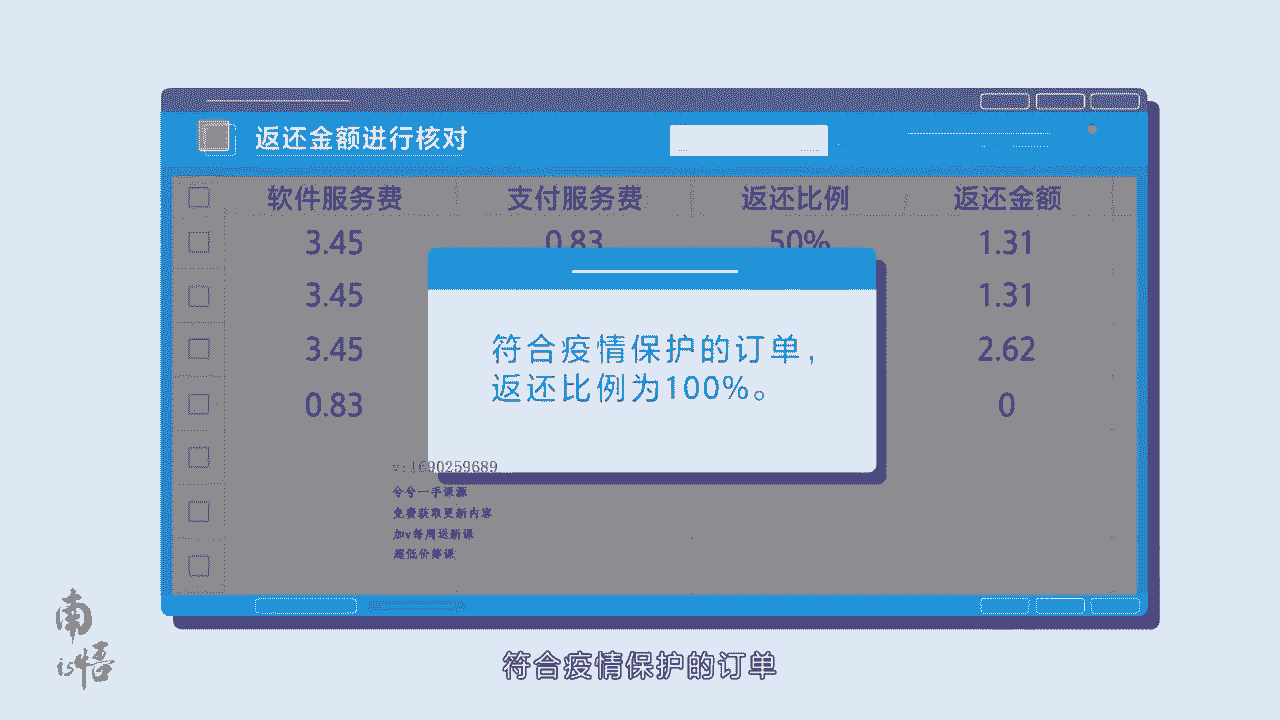 返还金额进行核对
软件服务费 支付服务费 返还比例 返还金额
3.45 0.83 50% 1.31
3.45 1.31
3.45 2.62
0.83 0
符合疫情保护的订单，
返还比例为100%。
v:1690259689
兮兮一手课源
免费获取更新内容
加v每周送新课
超低价筹课
南
is悟
符合疫情保护的订单